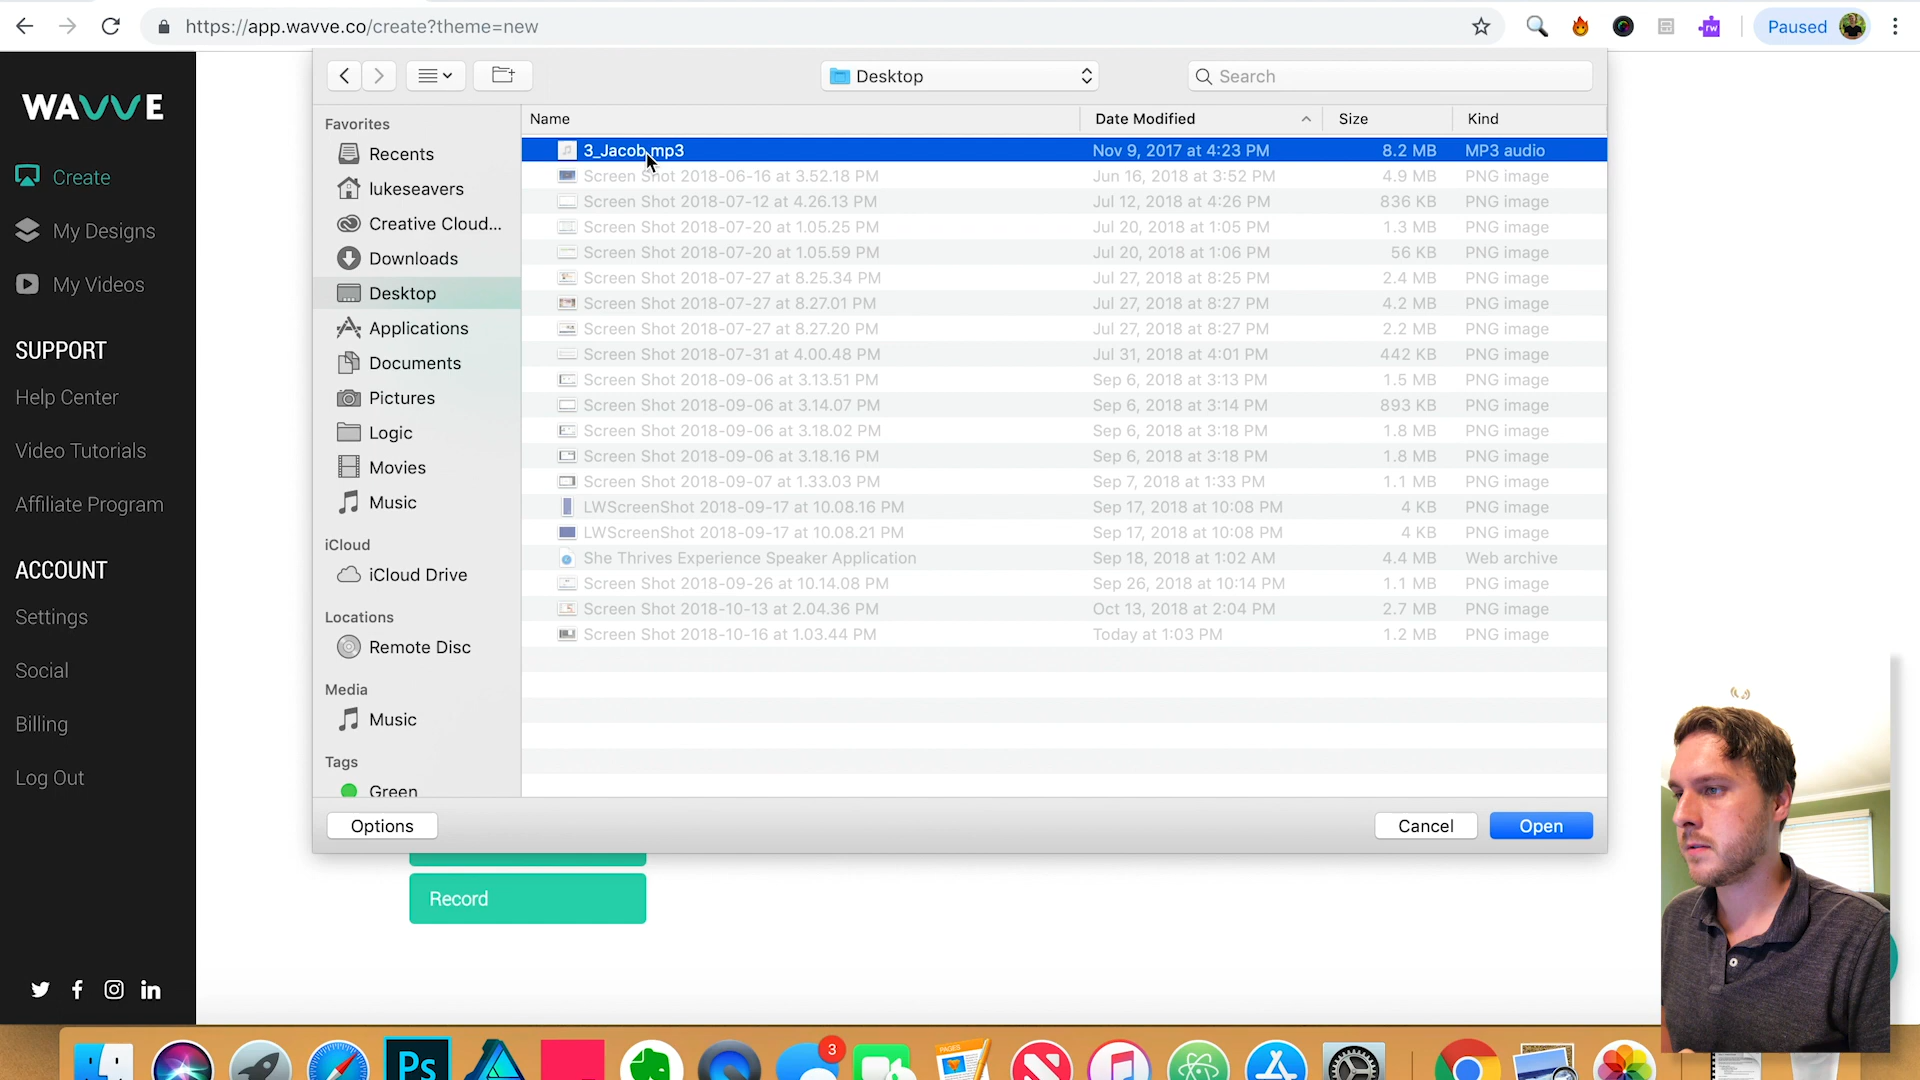 https://app.wavve.co/create?theme=new
Paused
Desktop
Search
WAVVE
Create
My Designs
My Videos
SUPPORT
Help Center
Video Tutorials
Affiliate Program
ACCOUNT
Settings
Social
Billing
Log Out
Favorites
Recents
lukeseavers
Creative Cloud...
Downloads
Desktop
Applications
Documents
Pictures
Logic
Movies
Music
iCloud
iCloud Drive
Locations
Remote Disc
Media
Music
Tags
Green
Name Date Modified Size Kind
3_Jacob.mp3 Nov 9, 2017 at 4:23 PM 8.2 MB MP3 audio
Screen Shot 2018-06-16 at 3.52.18 PM Jun 16, 2018 at 3:52 PM 4.9 MB PNG image
Screen Shot 2018-07-12 at 4.26.13 PM Jul 12, 2018 at 4:26 PM 836 KB PNG image
Screen Shot 2018-07-20 at 1.05.25 PM Jul 20, 2018 at 1:05 PM 1.3 MB PNG image
Screen Shot 2018-07-20 at 1.05.59 PM Jul 20, 2018 at 1:06 PM 56 KB PNG image
Screen Shot 2018-07-27 at 8.25.34 PM Jul 27, 2018 at 8:25 PM 2.4 MB PNG image
Screen Shot 2018-07-27 at 8.27.01 PM Jul 27, 2018 at 8:27 PM 4.2 MB PNG image
Screen Shot 2018-07-27 at 8.27.20 PM Jul 27, 2018 at 8:27 PM 2.2 MB PNG image
Screen Shot 2018-07-31 at 4.00.48 PM Jul 31, 2018 at 4:01 PM 442 KB PNG image
Screen Shot 2018-09-06 at 3.13.51 PM Sep 6, 2018 at 3:13 PM 1.5 MB PNG image
Screen Shot 2018-09-06 at 3.14.07 PM Sep 6, 2018 at 3:14 PM 893 KB PNG image
Screen Shot 2018-09-06 at 3.18.02 PM Sep 6, 2018 at 3:18 PM 1.8 MB PNG image
Screen Shot 2018-09-06 at 3.18.16 PM Sep 6, 2018 at 3:18 PM 1.8 MB PNG image
Screen Shot 2018-09-07 at 1.33.03 PM Sep 7, 2018 at 1:33 PM 1.1 MB PNG image
LWScreenShot 2018-09-17 at 10.08.16 PM Sep 17, 2018 at 10:08 PM 4 KB PNG image
LWScreenShot 2018-09-17 at 10.08.21 PM Sep 17, 2018 at 10:08 PM 4 KB PNG image
She Thrives Experience Speaker Application Sep 18, 2018 at 1:02 AM 4.4 MB Web archive
Screen Shot 2018-09-26 at 10.14.08 PM Sep 26, 2018 at 10:14 PM 1.1 MB PNG image
Screen Shot 2018-10-13 at 2.04.36 PM Oct 13, 2018 at 2:04 PM 2.7 MB PNG image
Screen Shot 2018-10-16 at 1.03.44 PM Today at 1:03 PM 1.2 MB PNG image
Options
Cancel
Open
Record
Ps
3
PAGES